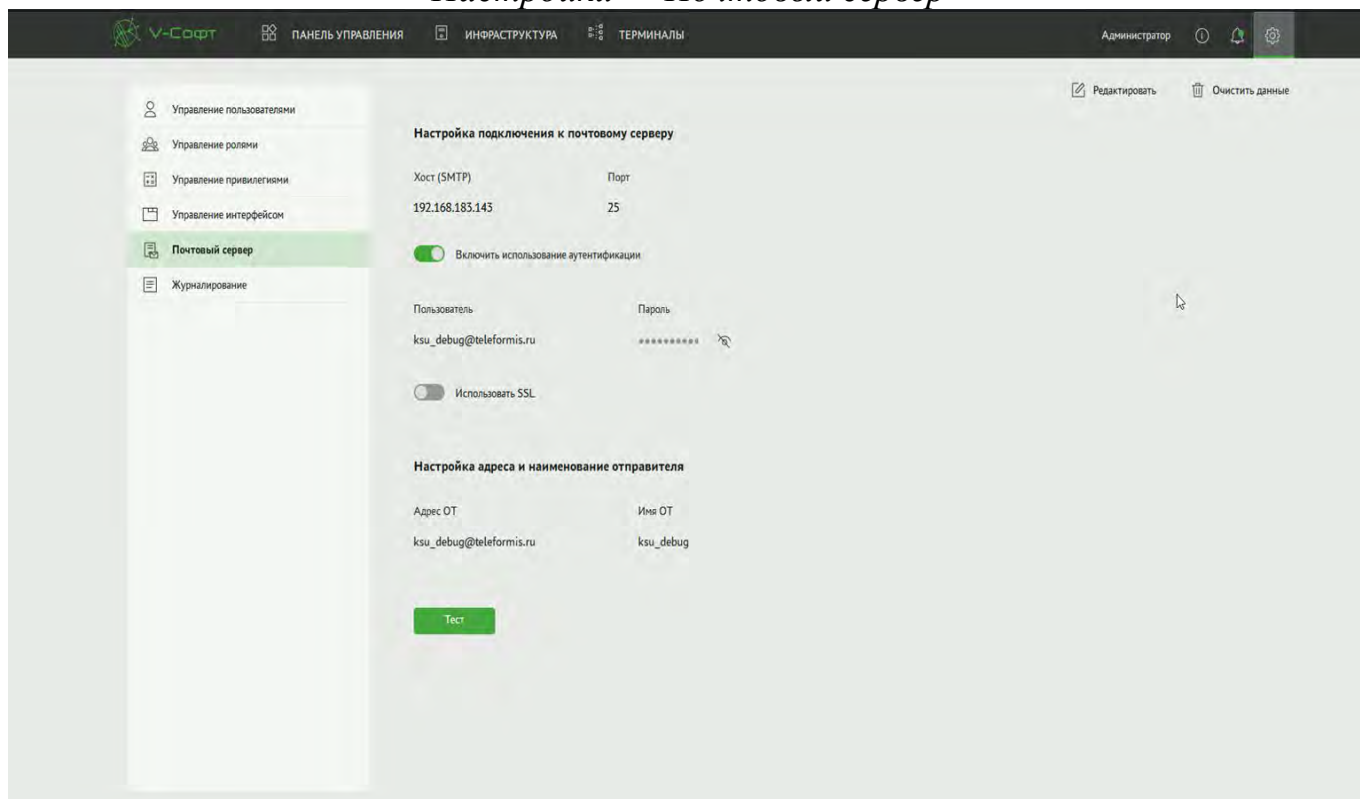 V-Софт
ПАНЕЛЬ УПРАВЛЕНИЯ
ИНФРАСТРУКТУРА
ТЕРМИНАЛЫ
Администратор
Редактировать
Очистить данные
Управление пользователями
Управление ролями
Управление привилегиями
Управление интерфейсом
Почтовый сервер
Журналирование
Настройка подключения к почтовому серверу
Хост (SMTP) Порт
192.168.183.143 25
Включить использование аутентификации
Пользователь Пароль
ksu_debug@teleformis.ru **********
Использовать SSL
Настройка адреса и наименование отправителя
Адрес ОТ Имя ОТ
ksu_debug@teleformis.ru ksu_debug
Тест